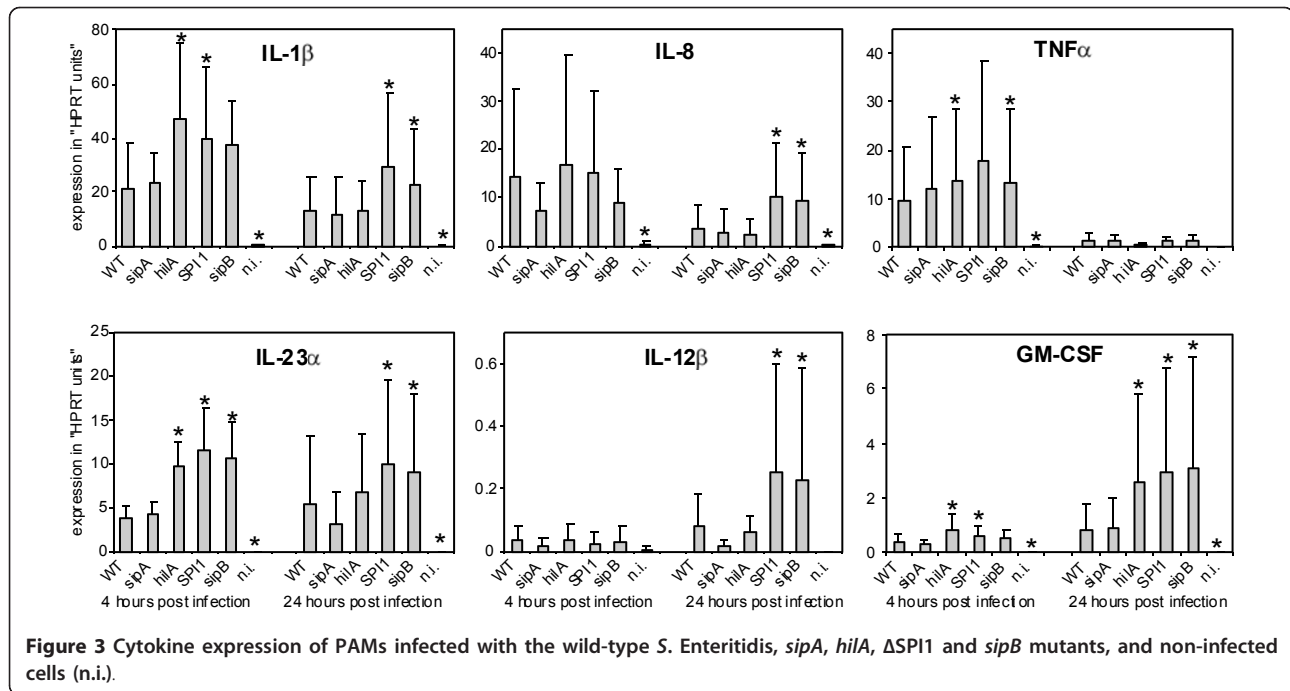 IL-1β
IL-8
TNFα
expression in "HPRT units"
80
60
40
20
0
40
30
20
10
0
40
30
20
10
0
* * * * * *
* * * *
* * *
WT sipA hilA SPI1 sipB n.i. WT sipA hilA SPI1 sipB n.i.
WT sipA hilA SPI1 sipB n.i. WT sipA hilA SPI1 sipB n.i.
WT sipA hilA SPI1 sipB n.i. WT sipA hilA SPI1 sipB n.i.
IL-23α
IL-12β
GM-CSF
expression in "HPRT units"
25
20
15
10
5
0
0.6
0.4
0.2
0
8
6
4
2
0
* * * * * * *
* *
* * * * * * *
WT sipA hilA SPI1 sipB n.i. WT sipA hilA SPI1 sipB n.i.
WT sipA hilA SPI1 sipB n.i. WT sipA hilA SPI1 sipB n.i.
WT sipA hilA SPI1 sipB n.i. WT sipA hilA SPI1 sipB n.i.
4 hours post infection 24 hours post infection
4 hours post infection 24 hours post infection
4 hours post infection 24 hours post infection
Figure 3 Cytokine expression of PAMs infected with the wild-type S. Enteritidis, sipA, hilA, ΔSPI1 and sipB mutants, and non-infected
cells (n.i.).